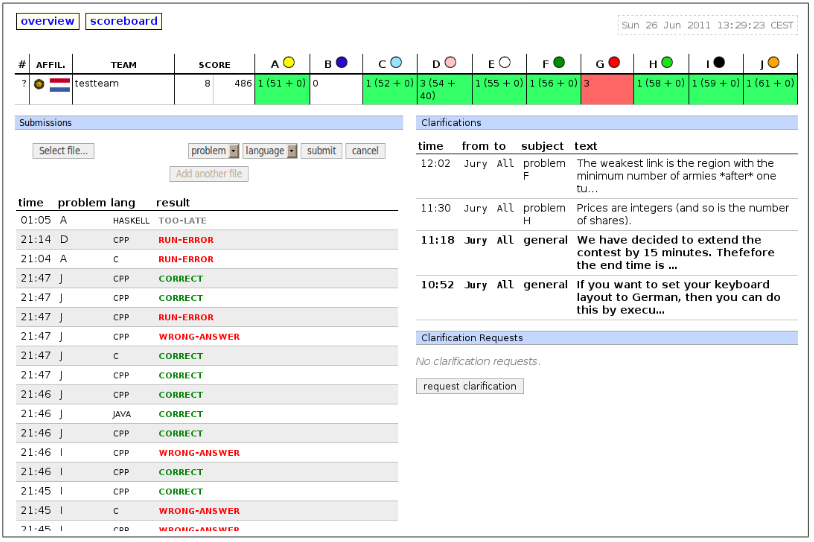 overview scoreboard
Sun 26 Jun 2011 13:29:23 CEST
# AFFIL. TEAM SCORE A B C D E F G H I J
? testteam 8 486 1 (51 + 0) 0 1 (52 + 0) 3 (54 + 40) 1 (55 + 0) 1 (56 + 0) 3 1 (58 + 0) 1 (59 + 0) 1 (61 + 0)
Submissions
Select file... problem language submit cancel
Add another file
time problem lang result
01:05 A HASKELL TOO-LATE
21:14 D CPP RUN-ERROR
21:04 A C RUN-ERROR
21:47 J CPP CORRECT
21:47 J CPP CORRECT
21:47 J CPP RUN-ERROR
21:47 J CPP WRONG-ANSWER
21:47 J C CORRECT
21:47 J CPP CORRECT
21:46 J CPP CORRECT
21:46 J JAVA CORRECT
21:46 J CPP CORRECT
21:46 I CPP WRONG-ANSWER
21:46 I CPP CORRECT
21:45 I CPP CORRECT
21:45 I C WRONG-ANSWER
21:45 I CPP WRONG-ANSWER
Clarifications
time from to subject text
12:02 Jury All problem F The weakest link is the region with the
minimum number of armies *after* one
tu...
11:30 Jury All problem H Prices are integers (and so is the number
of shares).
11:18 Jury All general We have decided to extend the
contest by 15 minutes. Thefefore
the end time is ...
10:52 Jury All general If you want to set your keyboard
layout to German, then you can do
this by execu...
Clarification Requests
No clarification requests.
request clarification